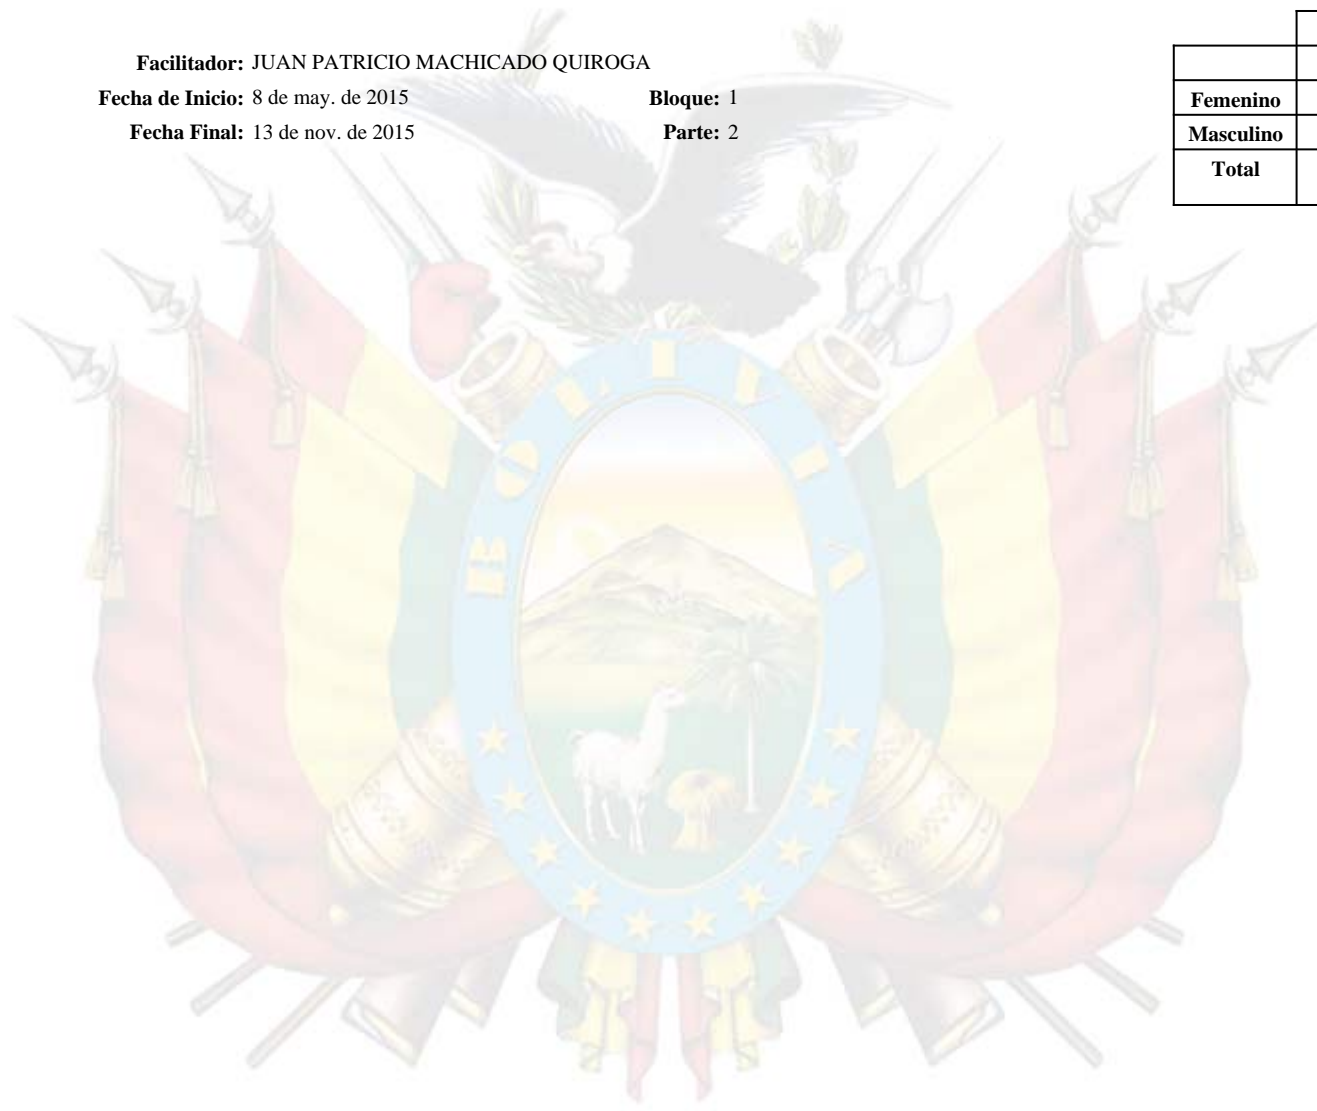 Facilitador: JUAN PATRICIO MACHICADO QUIROGA
Fecha de Inicio: 8 de may. de 2015 Bloque: 1
Fecha Final: 13 de nov. de 2015 Parte: 2
Femenino
Masculino
Total
BOLIVIA